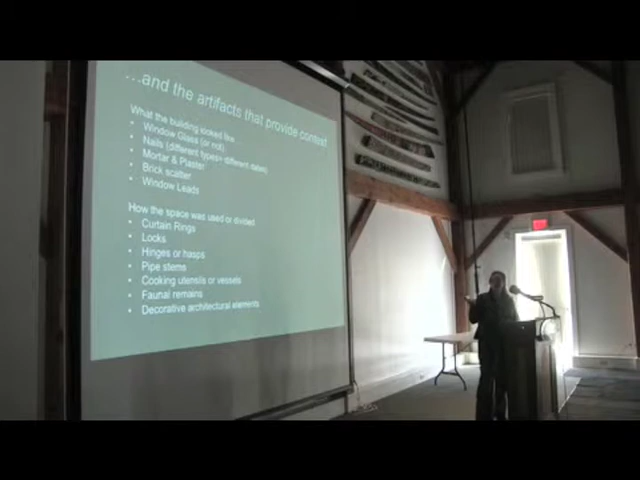 …and the artifacts that provide context
What the building looked like…
• Window Glass (or not)
• Nails (different types= different dates)
• Mortar & Plaster
• Brick scatter
• Window Leads
How the space was used or divided
• Curtain Rings
• Locks
• Hinges or hasps
• Pipe stems
• Cooking utensils or vessels
• Faunal remains
• Decorative architectural elements